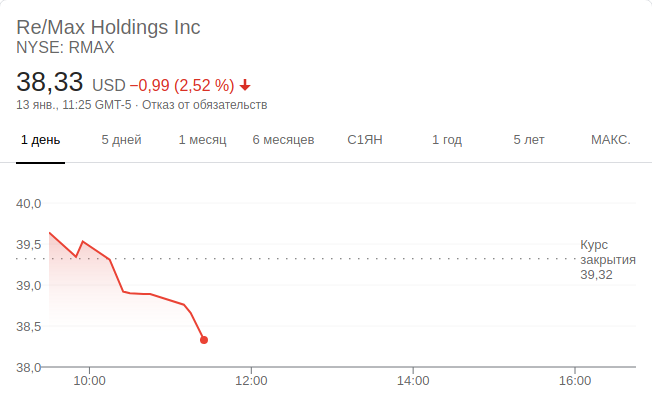 Re/Max Holdings Inc
NYSE: RMAX
38,33 USD −0,99 (2,52 %)
13 янв., 11:25 GMT-5 · Отказ от обязательств
1 день 5 дней 1 месяц 6 месяцев С1ЯН 1 год 5 лет МАКС.
40,0
39,5
39,0
38,5
38,0
Курс
закрытия
39,32
10:00 12:00 14:00 16:00